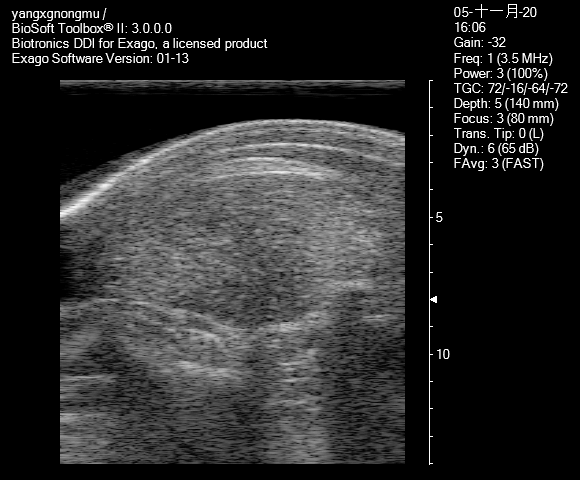 yangxgnongmu /
BioSoft Toolbox® II: 3.0.0.0
Biotronics DDI for Exago, a licensed product
Exago Software Version: 01-13
05-十一月-20
16:06
Gain: -32
Freq: 1 (3.5 MHz)
Power: 3 (100%)
TGC: 72/-16/-64/-72
Depth: 5 (140 mm)
Focus: 3 (80 mm)
Trans. Tip: 0 (L)
Dyn.: 6 (65 dB)
FAvg: 3 (FAST)
5
10